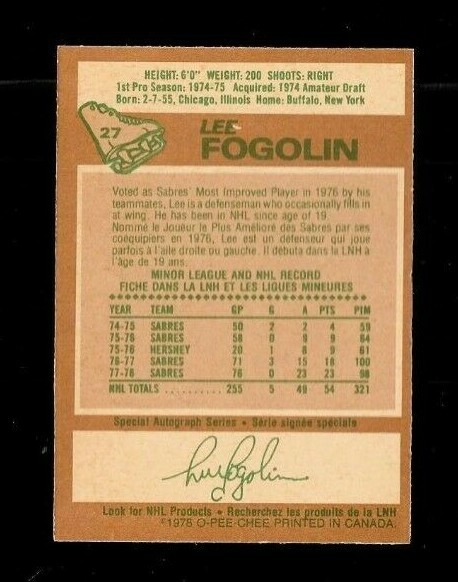 HEIGHT: 6'0" WEIGHT: 200 SHOOTS: RIGHT
1st Pro Season: 1974-75 Acquired: 1974 Amateur Draft
Born: 2-7-55, Chicago, Illinois Home: Buffalo, New York
27
LEE
FOGOLIN
Voted as Sabres' Most Improved Player in 1976 by his
teammates, Lee is a defenseman who occasionally fills in
at wing. He has been in NHL since age of 19.
Nommé le Joueur le Plus Amélioré des Sabres par ses
coéquipiers en 1976, Lee est un défenseur qui joue
parfois à l'aile droite ou gauche. Il débuta dans la LNH à
l'âge de 19 ans.
MINOR LEAGUE AND NHL RECORD
FICHE DANS LA LNH ET LES LIGUES MINEURES
YEAR TEAM GP G A PTS PIM
74-75 SABRES 50 2 2 4 59
75-76 SABRES 58 0 9 9 64
75-76 HERSHEY 20 1 8 9 61
76-77 SABRES 71 3 15 18 100
77-78 SABRES 76 0 23 23 98
NHL TOTALS .......... 255 5 49 54 321
Special Autograph Series • Série signée spéciale
Lee Fogolin
Look for NHL Products • Recherchez les produits de la LNH
©1978 O-PEE-CHEE PRINTED IN CANADA.